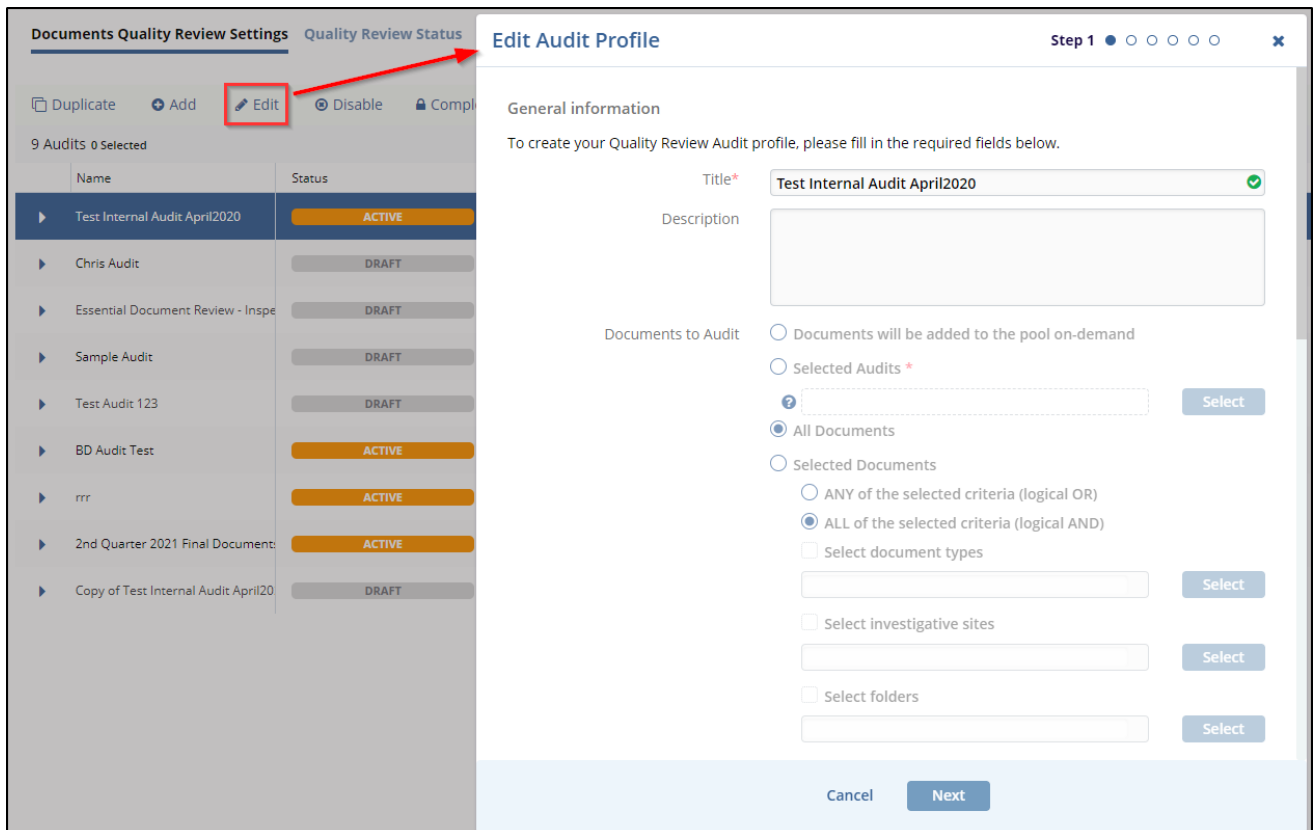 Documents Quality Review Settings Quality Review Status
Duplicate Add Edit Disable Compl
9 Audits 0 Selected
Name Status
Test Internal Audit April2020 ACTIVE
Chris Audit DRAFT
Essential Document Review - Inspe DRAFT
Sample Audit DRAFT
Test Audit 123 DRAFT
BD Audit Test ACTIVE
rrr ACTIVE
2nd Quarter 2021 Final Documents ACTIVE
Copy of Test Internal Audit April20 DRAFT
Edit Audit Profile Step 1
General information
To create your Quality Review Audit profile, please fill in the required fields below.
Title* Test Internal Audit April2020
Description
Documents to Audit Documents will be added to the pool on-demand
Selected Audits *
Select
All Documents
Selected Documents
ANY of the selected criteria (logical OR)
ALL of the selected criteria (logical AND)
Select document types
Select
Select investigative sites
Select
Select folders
Select
Cancel Next